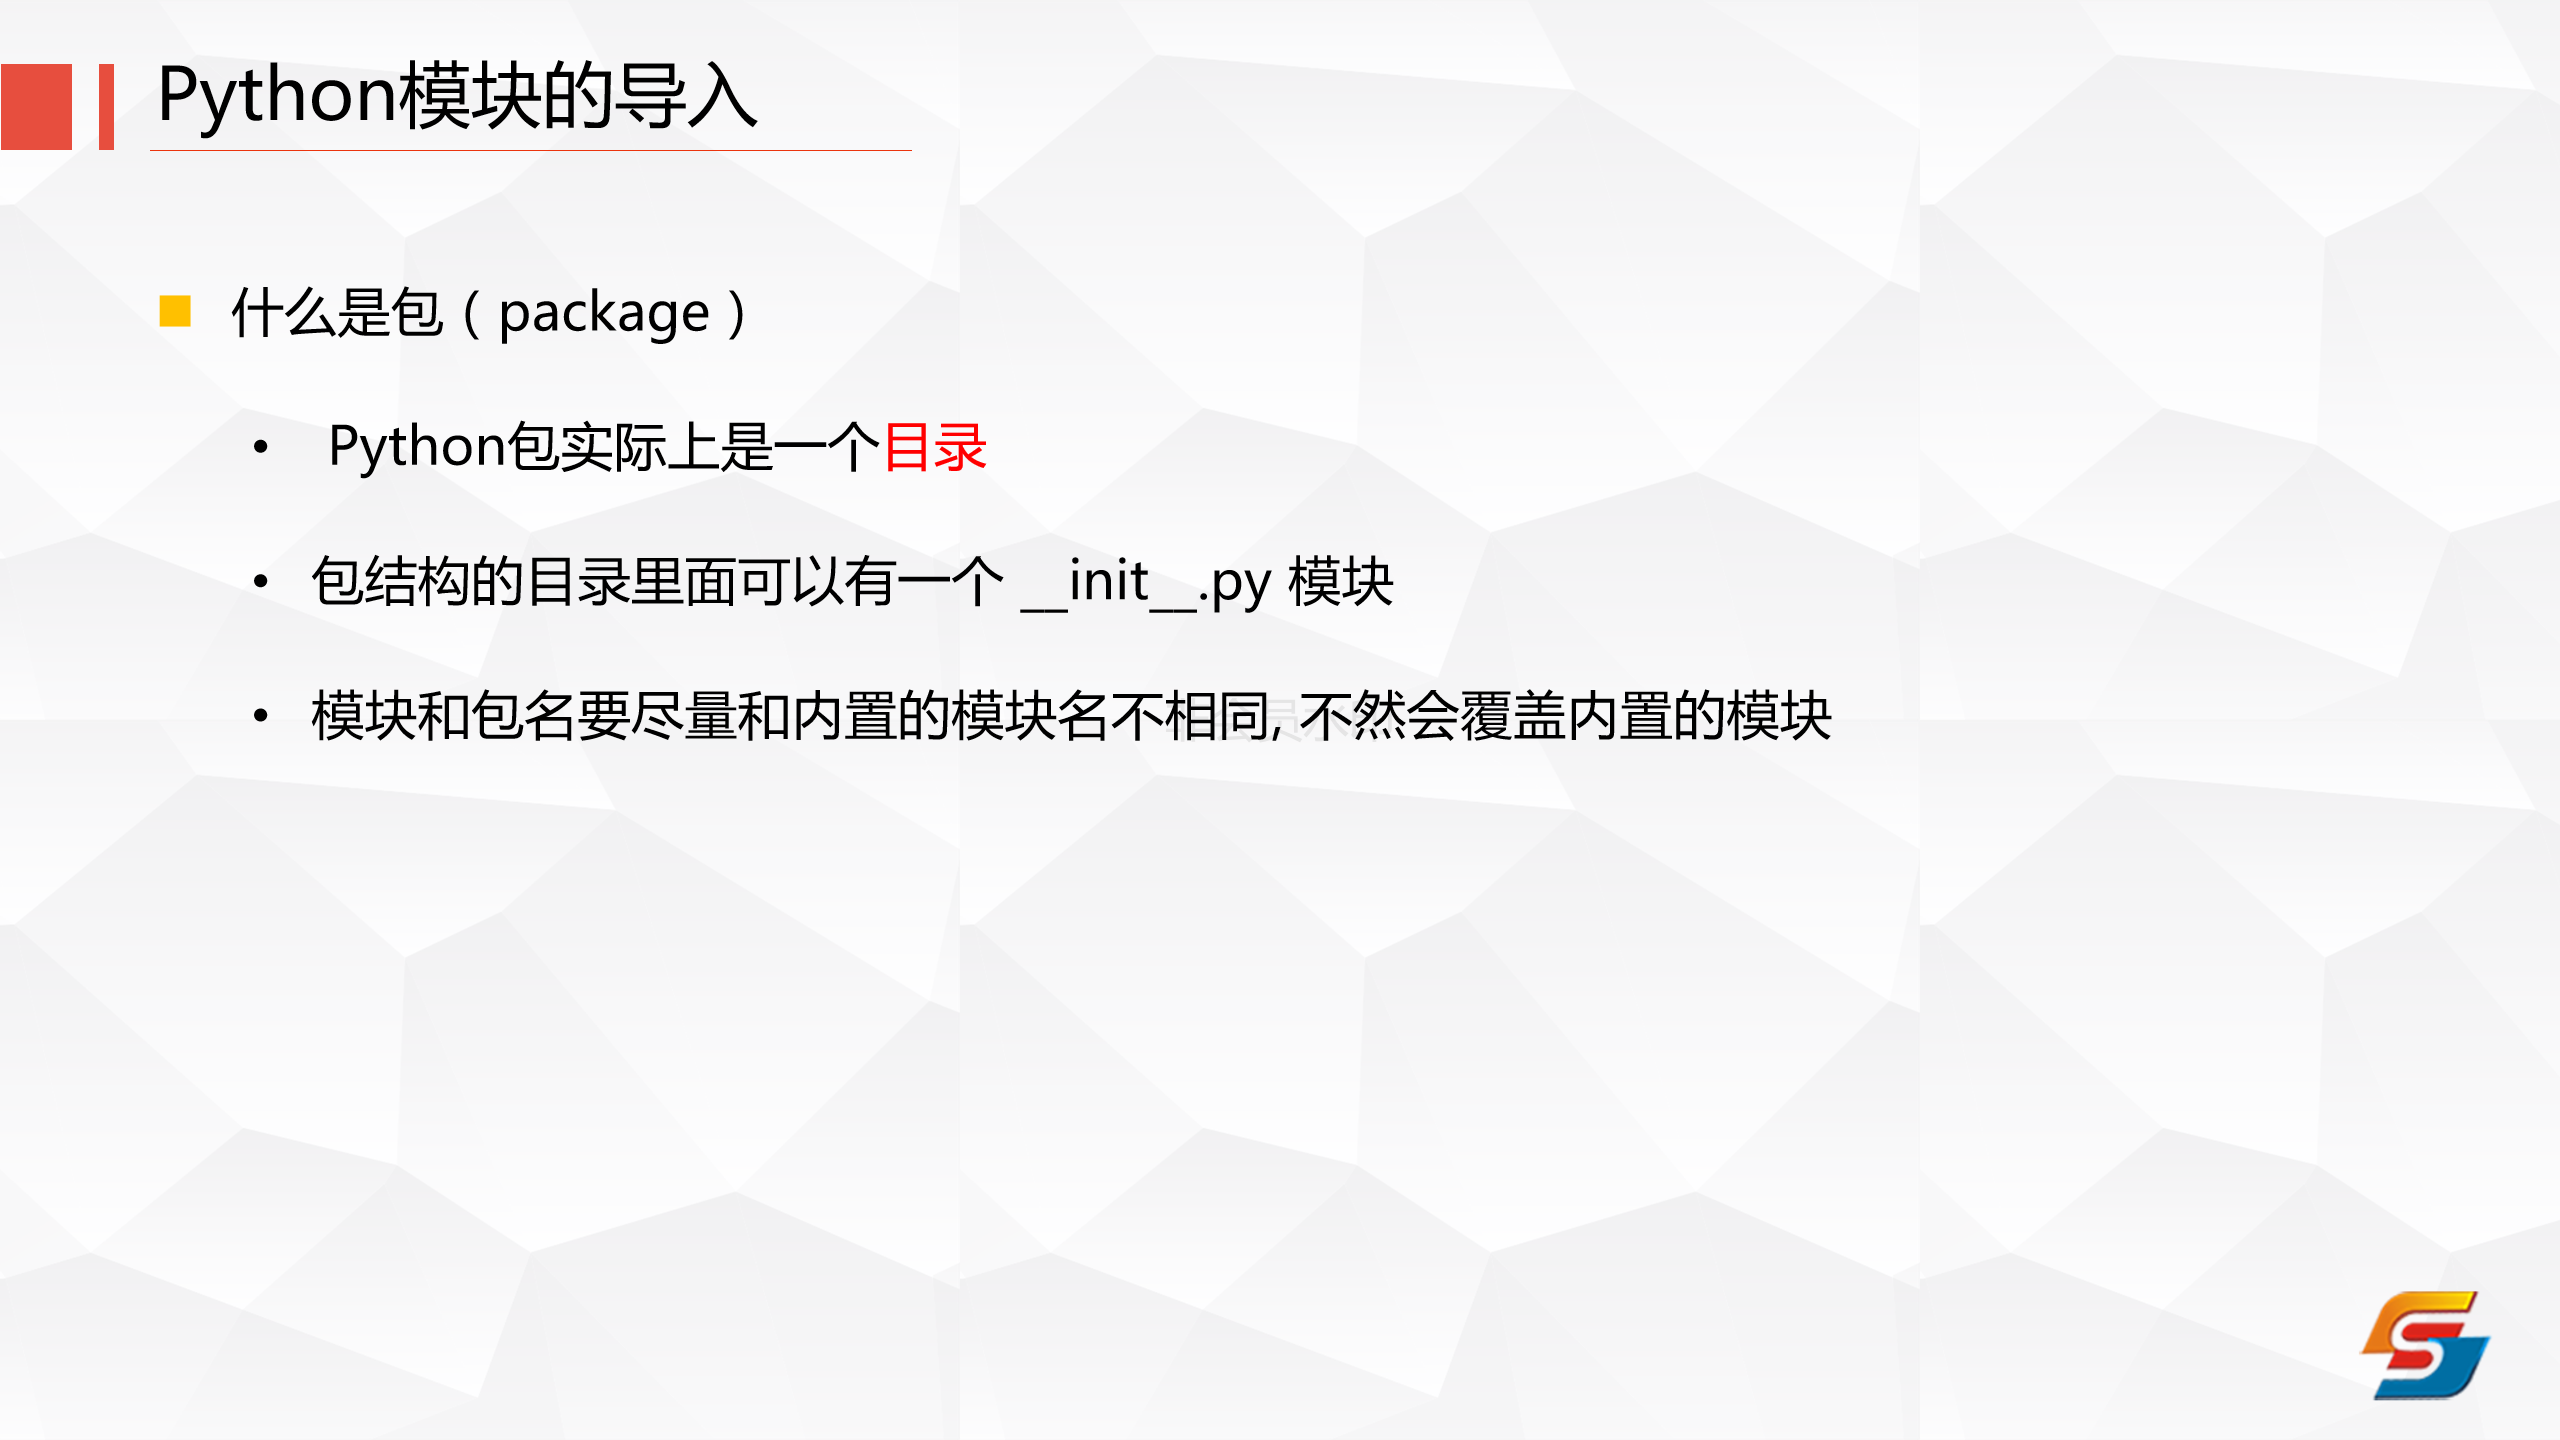 Python模块的导入
什么是包（package）
• Python包实际上是一个目录
• 包结构的目录里面可以有一个 __init__.py 模块
• 模块和包名要尽量和内置的模块名不相同, 不然会覆盖内置的模块